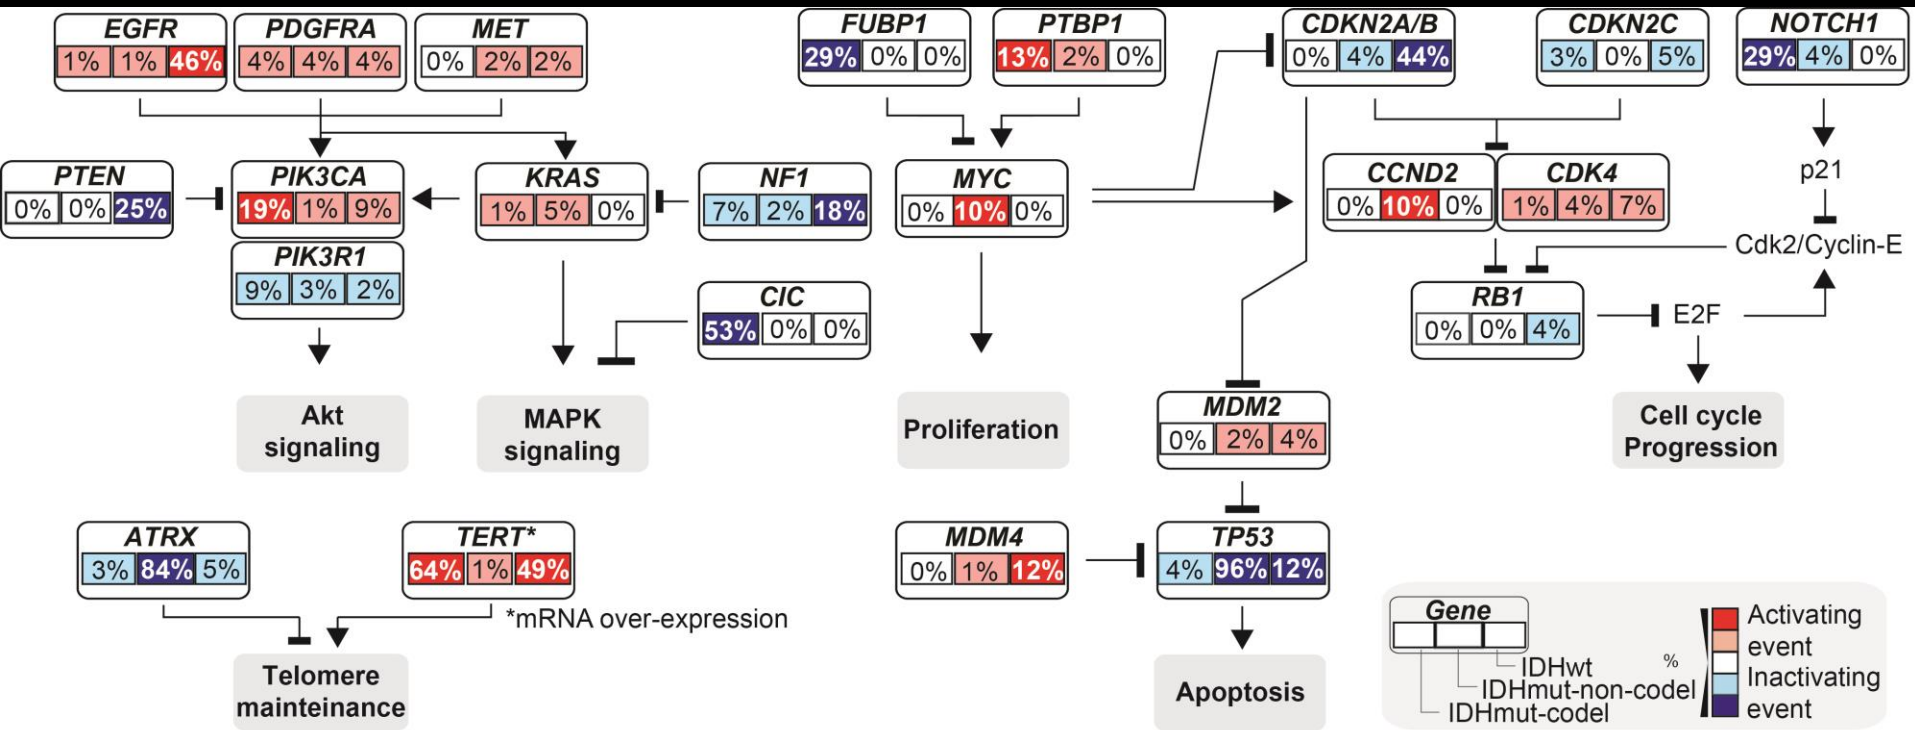 EGFR
1% 1% 46%
PDGFRA
4% 4% 4%
MET
0% 2% 2%
FUBP1
29% 0% 0%
PTBP1
13% 2% 0%
CDKN2A/B
0% 4% 44%
CDKN2C
3% 0% 5%
NOTCH1
29% 4% 0%
PTEN
0% 0% 25%
PIK3CA
19% 1% 9%
KRAS
1% 5% 0%
NF1
7% 2% 18%
MYC
0% 10% 0%
CCND2
0% 10% 0%
CDK4
1% 4% 7%
p21
Cdk2/Cyclin-E
PIK3R1
9% 3% 2%
CIC
53% 0% 0%
RB1
0% 0% 4%
E2F
Akt
signaling
MAPK
signaling
Proliferation
MDM2
0% 2% 4%
Cell cycle
Progression
ATRX
3% 84% 5%
TERT*
64% 1% 49%
*mRNA over-expression
MDM4
0% 1% 12%
TP53
4% 96% 12%
Telomere
mainteinance
Apoptosis
Gene
IDHwt
IDHmut-non-codel
IDHmut-codel
%
Activating
event
Inactivating
event